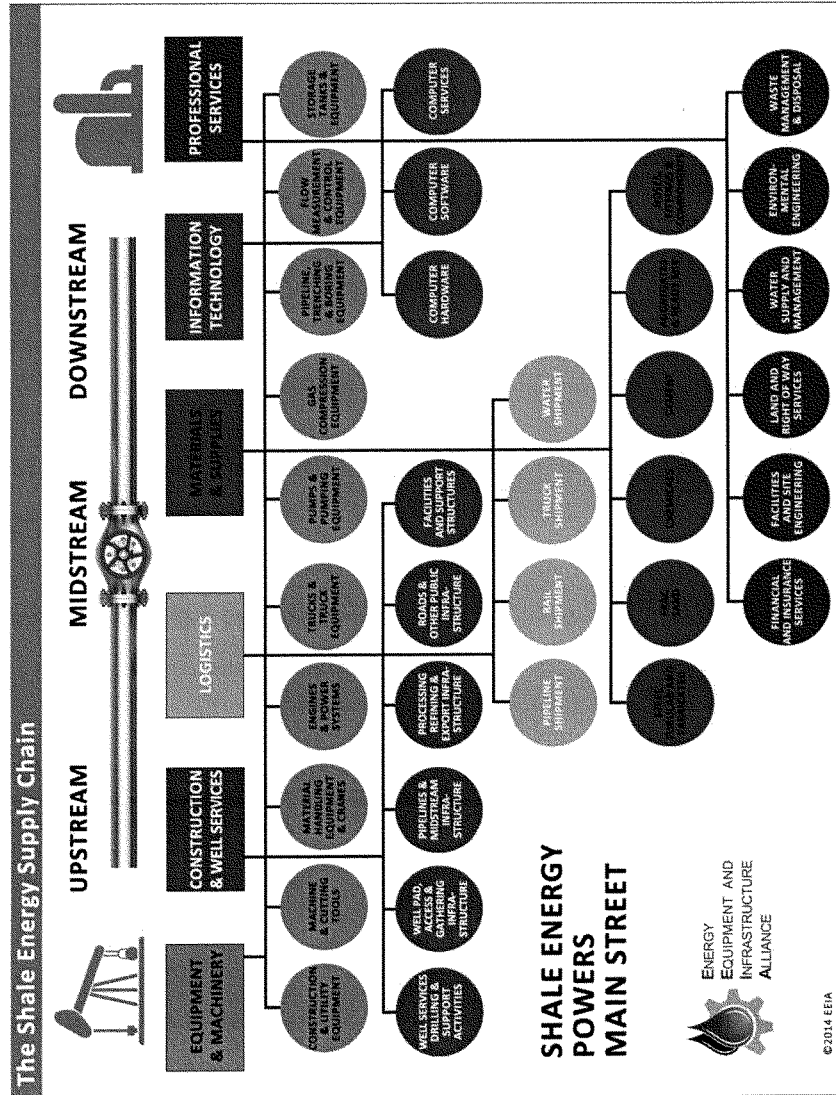 The Shale Energy Supply Chain
UPSTREAM
MIDSTREAM
DOWNSTREAM
EQUIPMENT
& MACHINERY
CONSTRUCTION
& WELL SERVICES
LOGISTICS
MATERIALS
& SUPPLIES
INFORMATION
TECHNOLOGY
PROFESSIONAL
SERVICES
CONSTRUCTION
& UTILITY
EQUIPMENT
MACHINE
& CUTTING
TOOLS
MATERIAL
HANDLING
EQUIPMENT
& CRANES
ENGINES
& POWER
SYSTEMS
TRUCKS &
TRUCK
EQUIPMENT
PUMPS &
PUMPING
EQUIPMENT
GAS
COMPRESSION
EQUIPMENT
PIPELINE,
TRENCHING
& BORING
EQUIPMENT
FLOW
MEASUREMENT
& CONTROL
EQUIPMENT
STORAGE
TANKS &
EQUIPMENT
WELL SERVICES
DRILLING &
SUPPORT
ACTIVITIES
WELL PAD,
ACCESS &
GATHERING
INFRA-
STRUCTURE
PIPELINES &
MIDSTREAM
INFRA-
STRUCTURE
PROCESSING
REFINING &
EXPORT INFRA-
STRUCTURE
ROADS &
OTHER PUBLIC
INFRA-
STRUCTURE
FACILITIES
AND SUPPORT
STRUCTURES
COMPUTER
HARDWARE
COMPUTER
SOFTWARE
COMPUTER
SERVICES
PIPELINE
SHIPMENT
RAIL
SHIPMENT
TRUCK
SHIPMENT
WATER
SHIPMENT
FRAC
SAND
CHEMICALS
FINANCIAL
AND INSURANCE
SERVICES
FACILITIES
AND SITE
ENGINEERING
LAND AND
RIGHT OF WAY
SERVICES
WATER
SUPPLY AND
MANAGEMENT
ENVIRON-
MENTAL
ENGINEERING
WASTE
MANAGEMENT
& DISPOSAL
SHALE ENERGY
POWERS
MAIN STREET
ENERGY
EQUIPMENT AND
INFRASTRUCTURE
ALLIANCE
©2014 EEIA